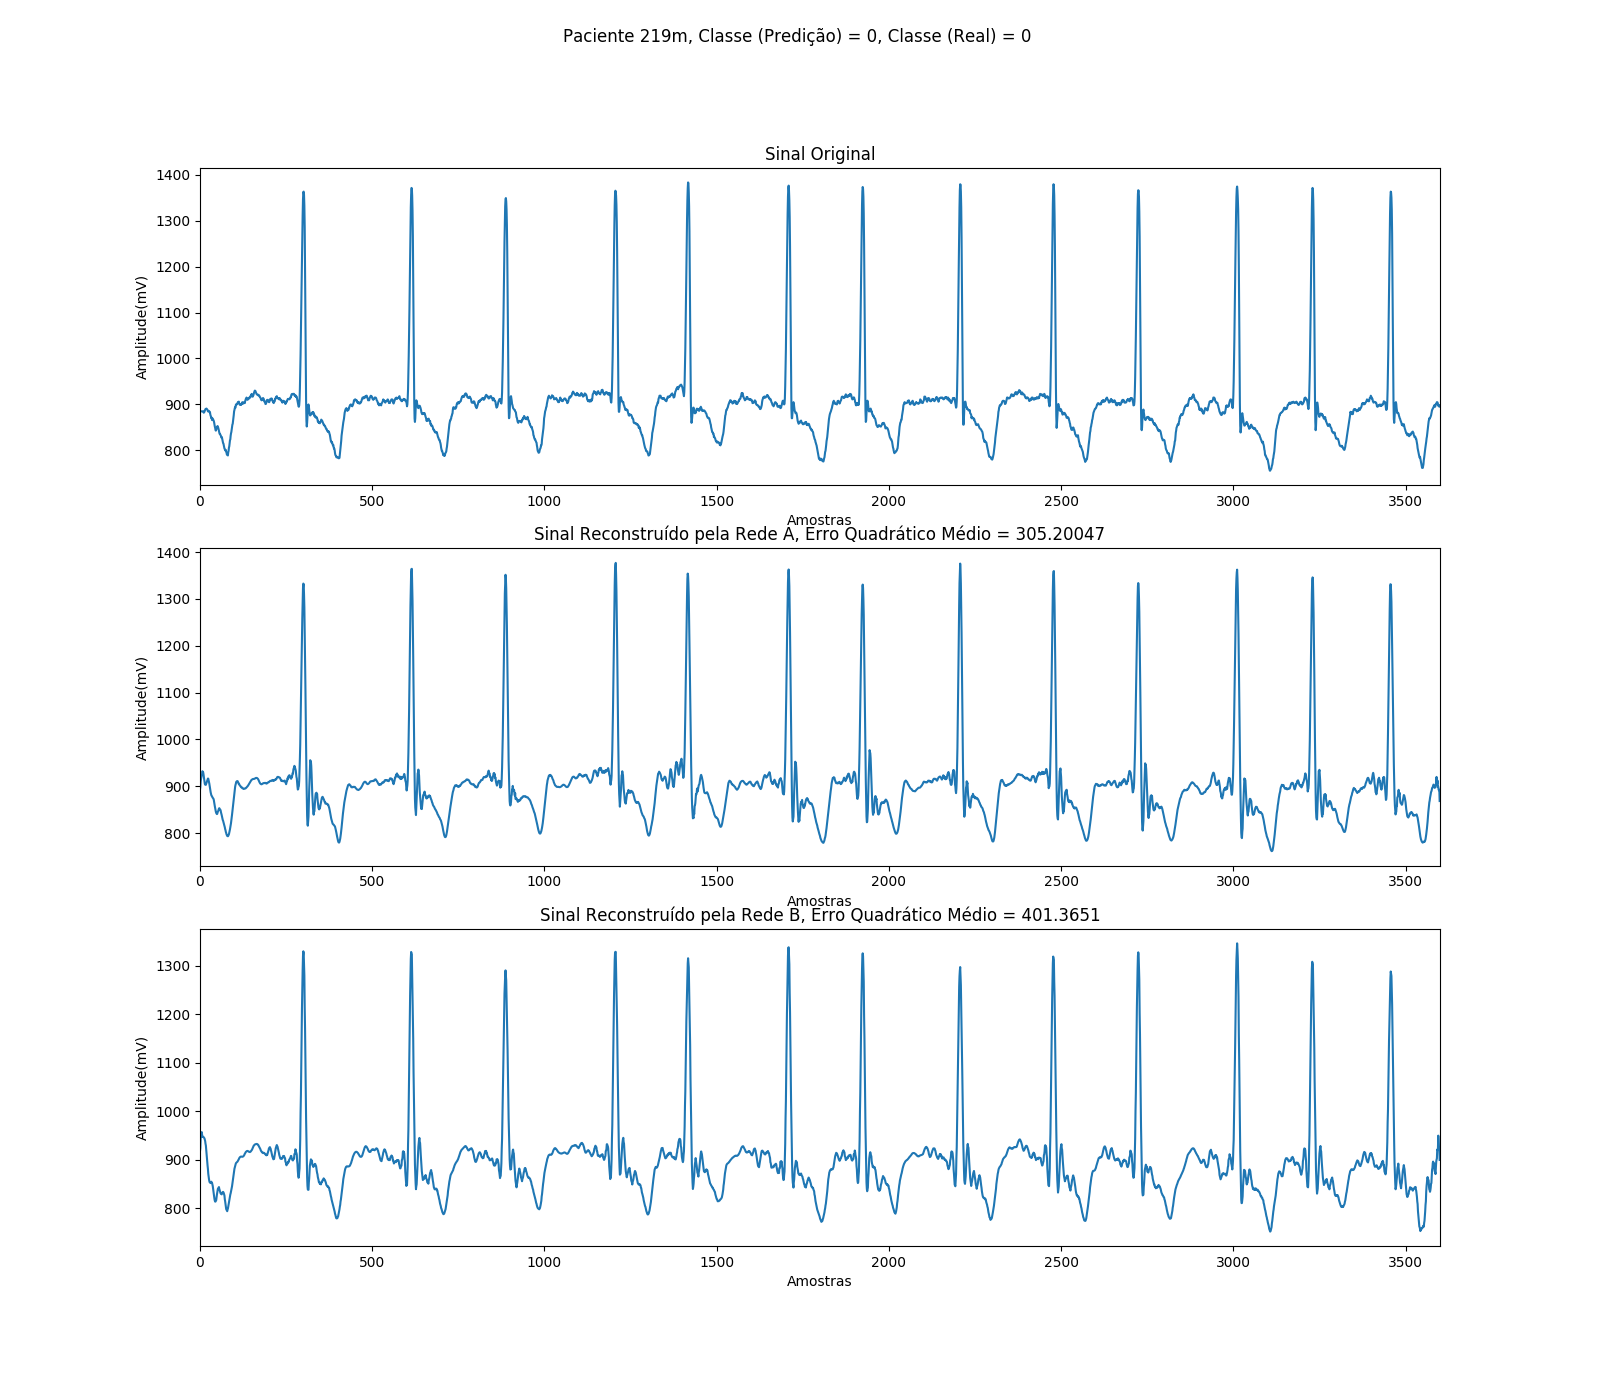 Paciente 219m, Classe (Predição) = 0, Classe (Real) = 0
Sinal Original
1400
1300
1200
1100
1000
900
800
Amplitude(mV)
0 500 1000 1500 2000 2500 3000 3500
Amostras
Sinal Reconstruído pela Rede A, Erro Quadrático Médio = 305.20047
1400
1300
1200
1100
1000
900
800
Amplitude(mV)
0 500 1000 1500 2000 2500 3000 3500
Amostras
Sinal Reconstruído pela Rede B, Erro Quadrático Médio = 401.3651
1300
1200
1100
1000
900
800
Amplitude(mV)
0 500 1000 1500 2000 2500 3000 3500
Amostras